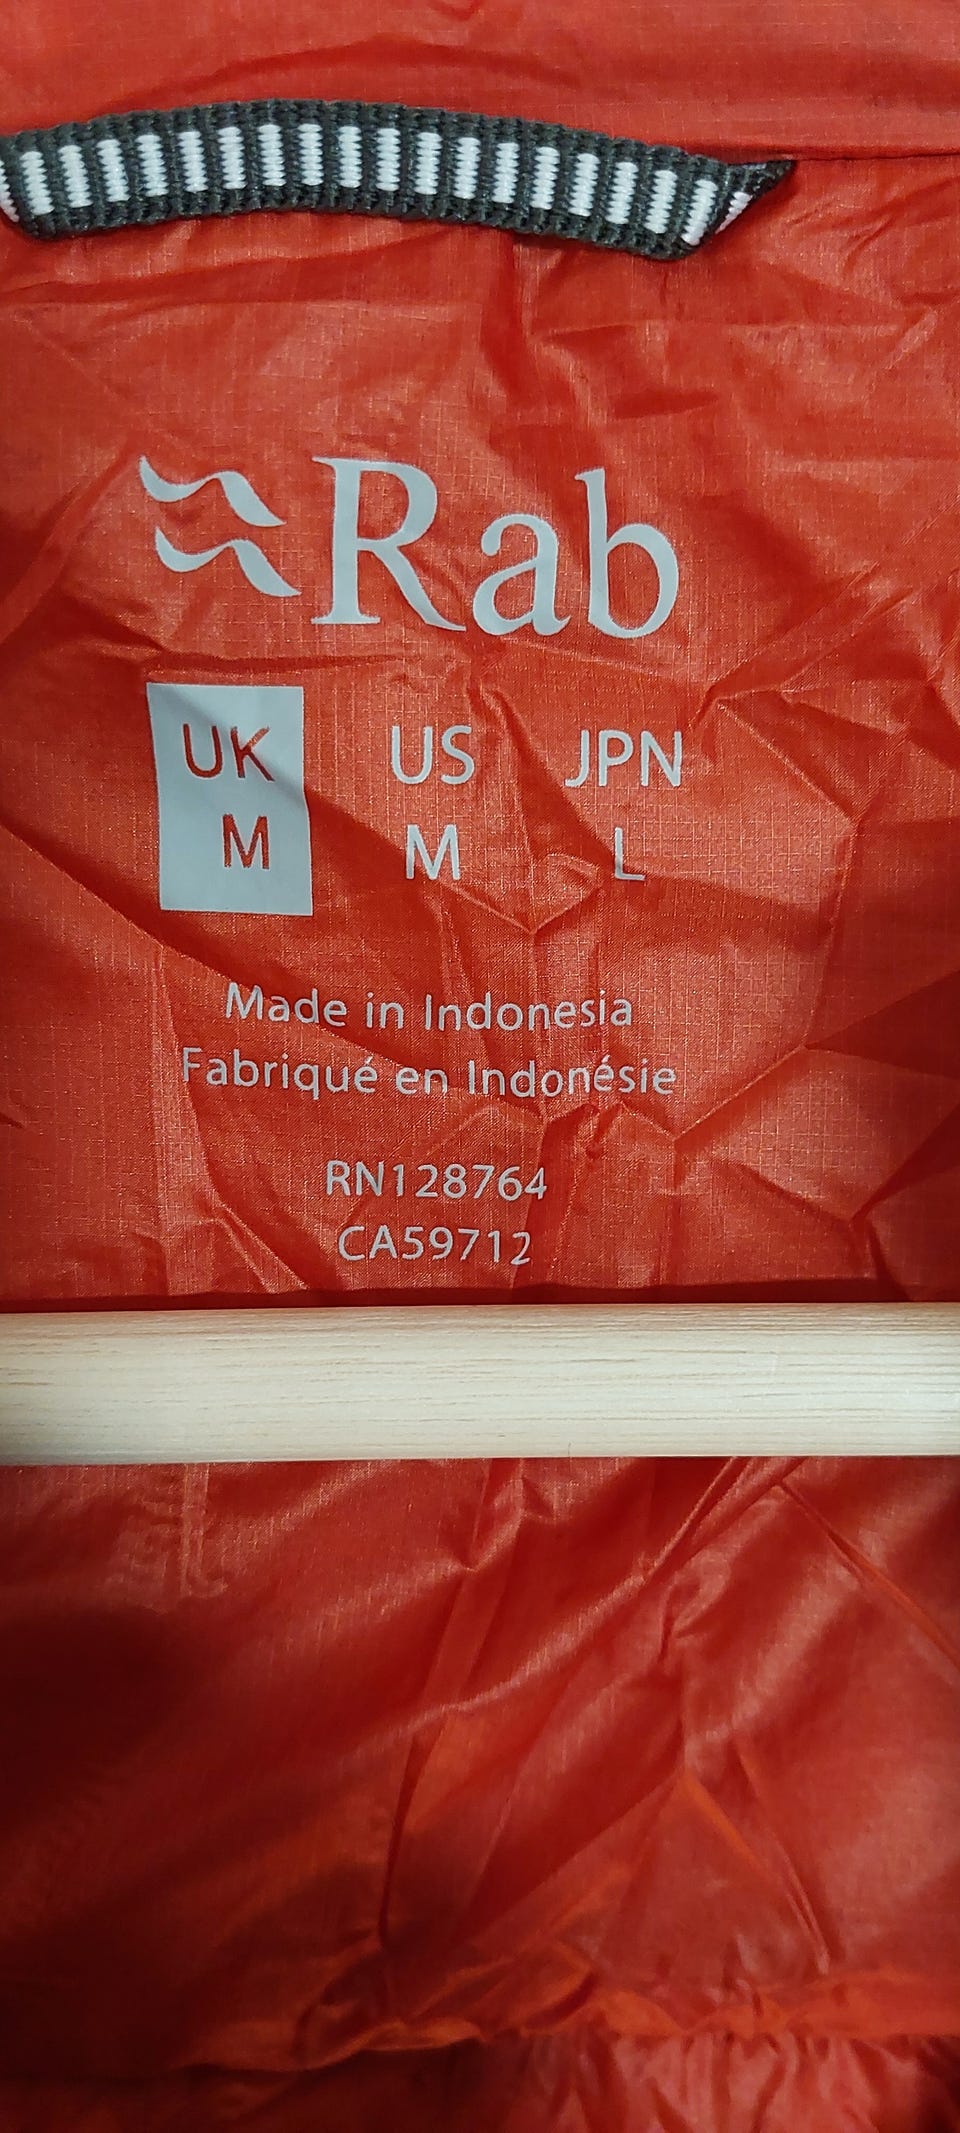 Rab
UK US JPN
M M L
Made in Indonesia
Fabriqué en Indonésie
RN128764
CA59712